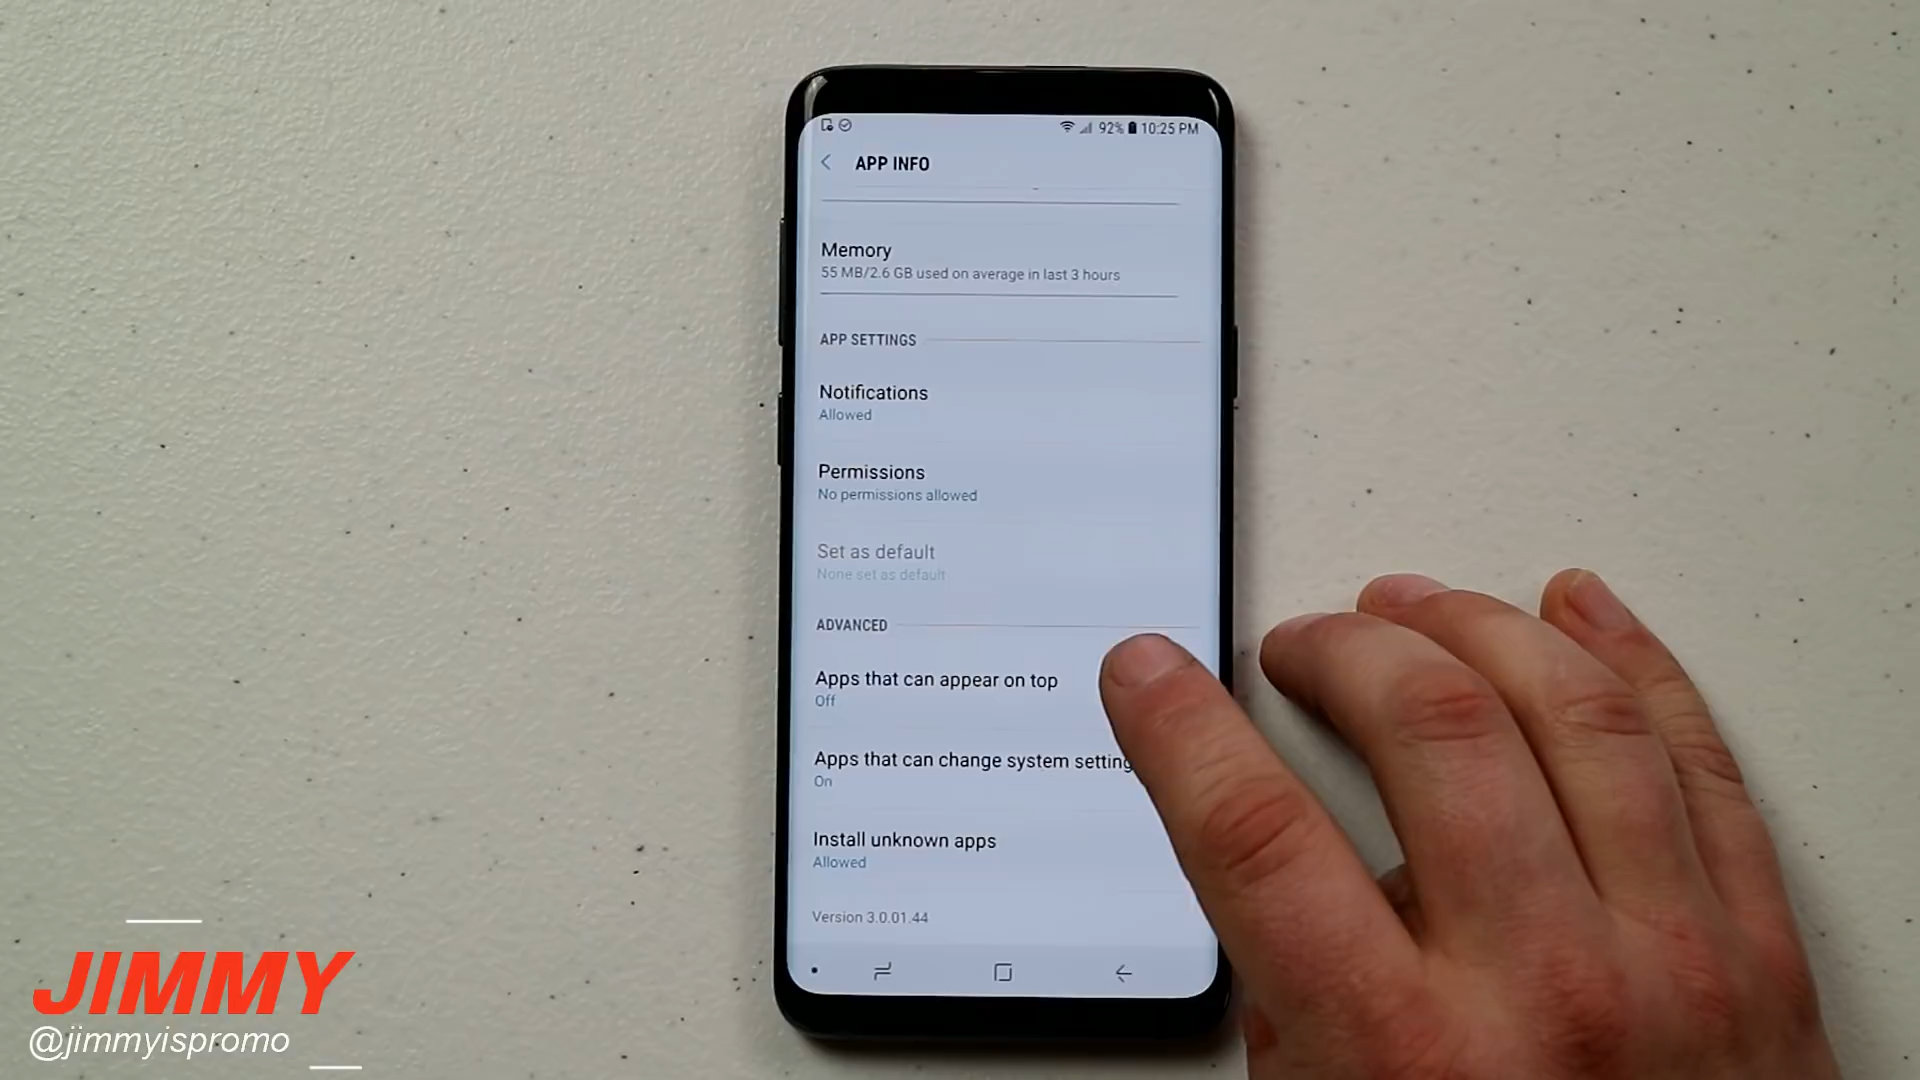 92% 10:25 PM
APP INFO
Memory
55 MB/2.6 GB used on average in last 3 hours
APP SETTINGS
Notifications
Allowed
Permissions
No permissions allowed
Set as default
None set as default
ADVANCED
Apps that can appear on top
Off
Apps that can change system setting
On
Install unknown apps
Allowed
Version 3.0.01.44
JIMMY
@jimmyispromo